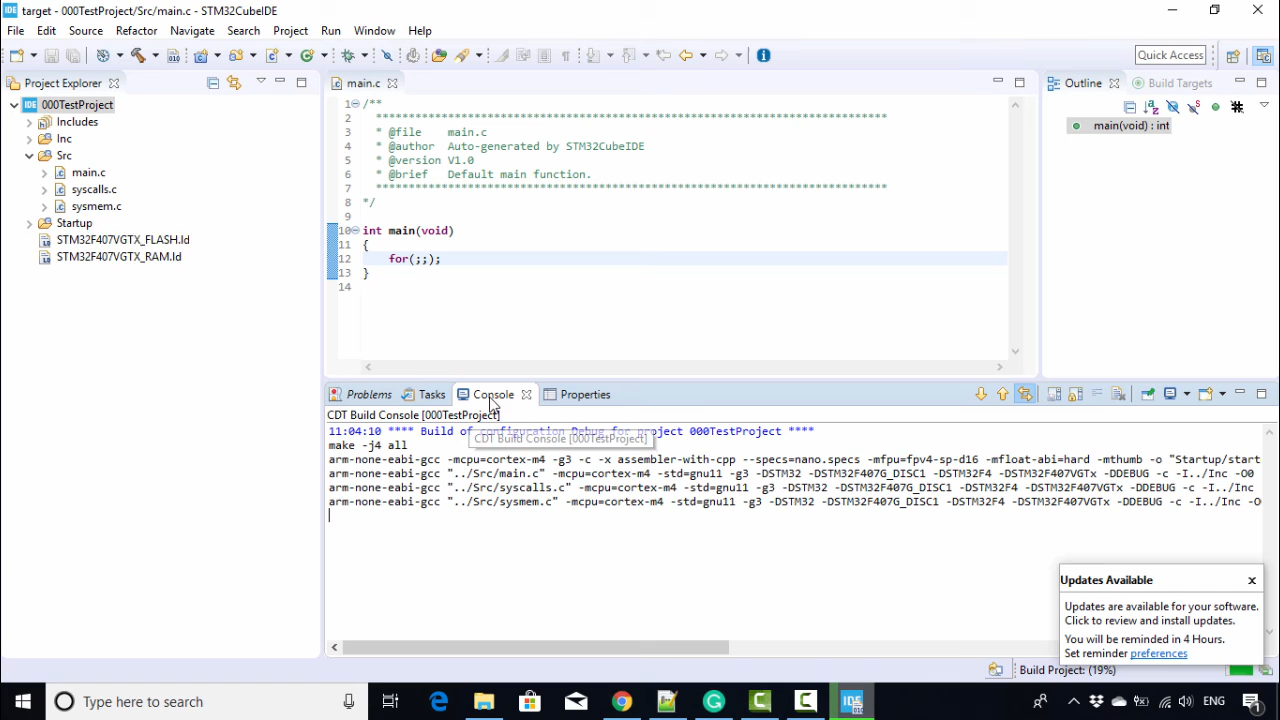 target - 000TestProject/Src/main.c - STM32CubeIDE
File Edit Source Refactor Navigate Search Project Run Window Help
Quick Access
Project Explorer
000TestProject
Includes
Inc
Src
main.c
syscalls.c
sysmem.c
Startup
STM32F407VGTX_FLASH.ld
STM32F407VGTX_RAM.ld
main.c
1 /**
2 ******************************************************************************
3 * @file main.c
4 * @author Auto-generated by STM32CubeIDE
5 * @version V1.0
6 * @brief Default main function.
7 ******************************************************************************
8 */
9
10 int main(void)
11 {
12 for(;;);
13 }
14
Outline Build Targets
main(void) : int
Problems Tasks Console Properties
CDT Build Console [000TestProject]
11:04:10 **** Build of configuration Debug for project 000TestProject ****
CDT Build Console [000TestProject]
make -j4 all
arm-none-eabi-gcc -mcpu=cortex-m4 -g3 -c -x assembler-with-cpp --specs=nano.specs -mfpu=fpv4-sp-d16 -mfloat-abi=hard -mthumb -o "Startup/start
arm-none-eabi-gcc "../Src/main.c" -mcpu=cortex-m4 -std=gnu11 -g3 -DSTM32 -DSTM32F407G_DISC1 -DSTM32F4 -DSTM32F407VGTx -DDEBUG -c -I../Inc -O0
arm-none-eabi-gcc "../Src/syscalls.c" -mcpu=cortex-m4 -std=gnu11 -g3 -DSTM32 -DSTM32F407G_DISC1 -DSTM32F4 -DSTM32F407VGTx -DDEBUG -c -I../Inc
arm-none-eabi-gcc "../Src/sysmem.c" -mcpu=cortex-m4 -std=gnu11 -g3 -DSTM32 -DSTM32F407G_DISC1 -DSTM32F4 -DSTM32F407VGTx -DDEBUG -c -I../Inc -O
Updates Available
Updates are available for your software.
Click to review and install updates.
You will be reminded in 4 Hours.
Set reminder preferences
Build Project: (19%)
Type here to search
ENG